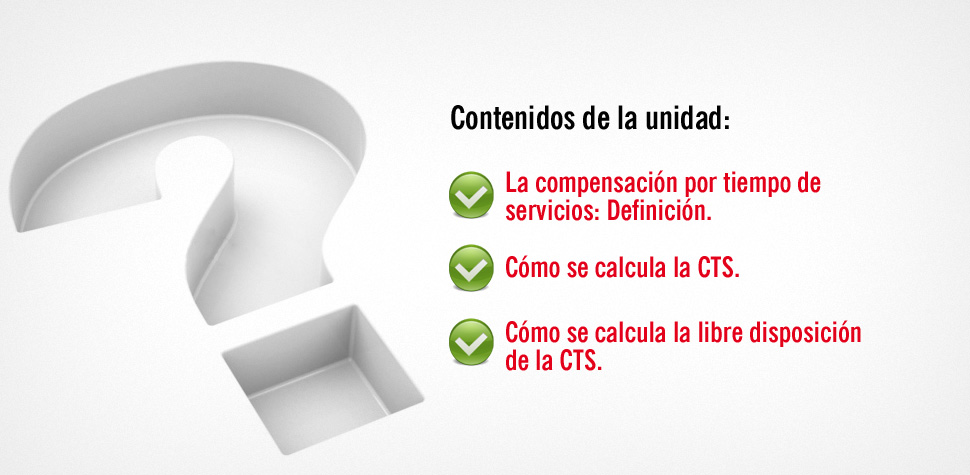 Contenidos de la unidad:
La compensación por tiempo de
servicios: Definición.
Cómo se calcula la CTS.
Cómo se calcula la libre disposición
de la CTS.